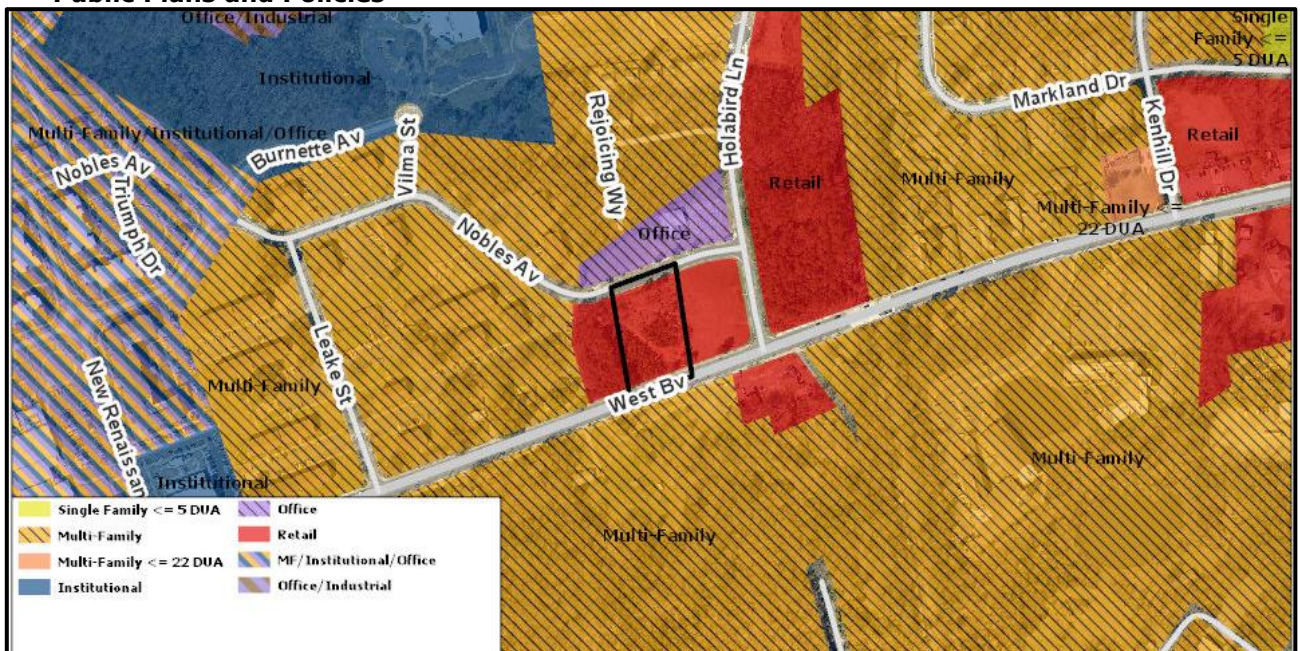 Public Plans and Policies
Office/Industrial
Institutional
Multi-Family/Institutional/Office
Burnette Av
Vilma St
Nobles Av
Triumph Dr
Rejoicing Wy
Holabird Ln
Markland Dr
Kenhill Dr
Single
Family <=
5 DUA
Retail
Retail
Multi-Family
Multi-Family <=
22 DUA
Office
Nobles Av
Leake St
Multi-Family
West Bv
New Renaissan
Institutional
Multi-Family
Multi-Family
Single Family <= 5 DUA
Multi-Family
Multi-Family <= 22 DUA
Institutional
Office
Retail
MF/Institutional/Office
Office/Industrial